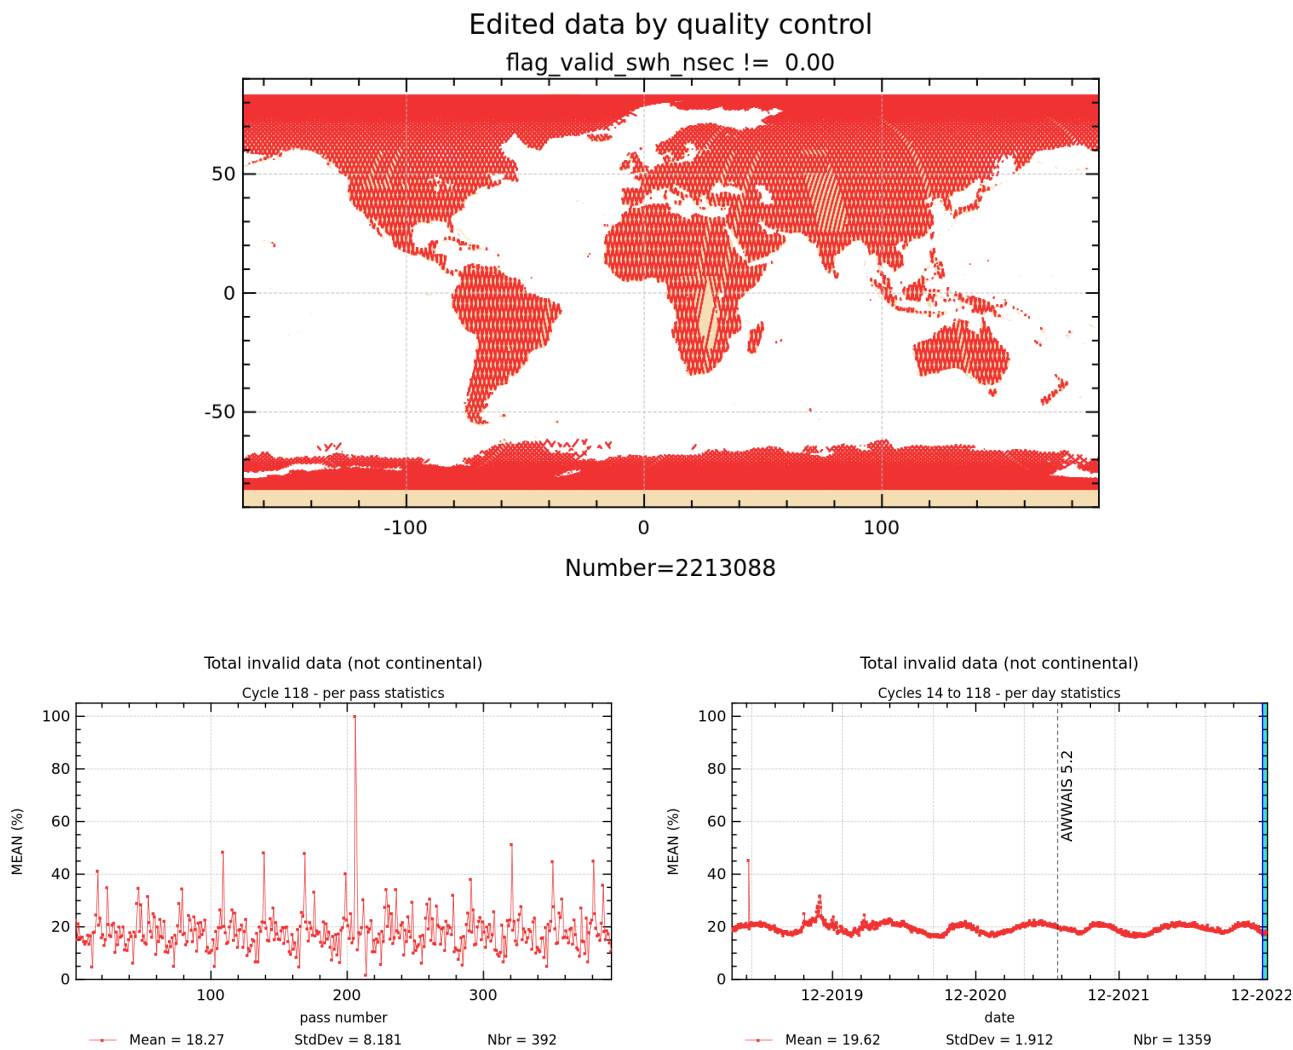 Edited data by quality control
flag_valid_swh_nsec != 0.00
50
0
-50
-100 0 100
Number=2213088
Total invalid data (not continental)
Cycle 118 - per pass statistics
MEAN (%)
100
80
60
40
20
0
100 200 300
pass number
Mean = 18.27 StdDev = 8.181 Nbr = 392
Total invalid data (not continental)
Cycles 14 to 118 - per day statistics
MEAN (%)
100
80
60
40
20
0
AWWAIS 5.2
12-2019 12-2020 12-2021 12-2022
date
Mean = 19.62 StdDev = 1.912 Nbr = 1359